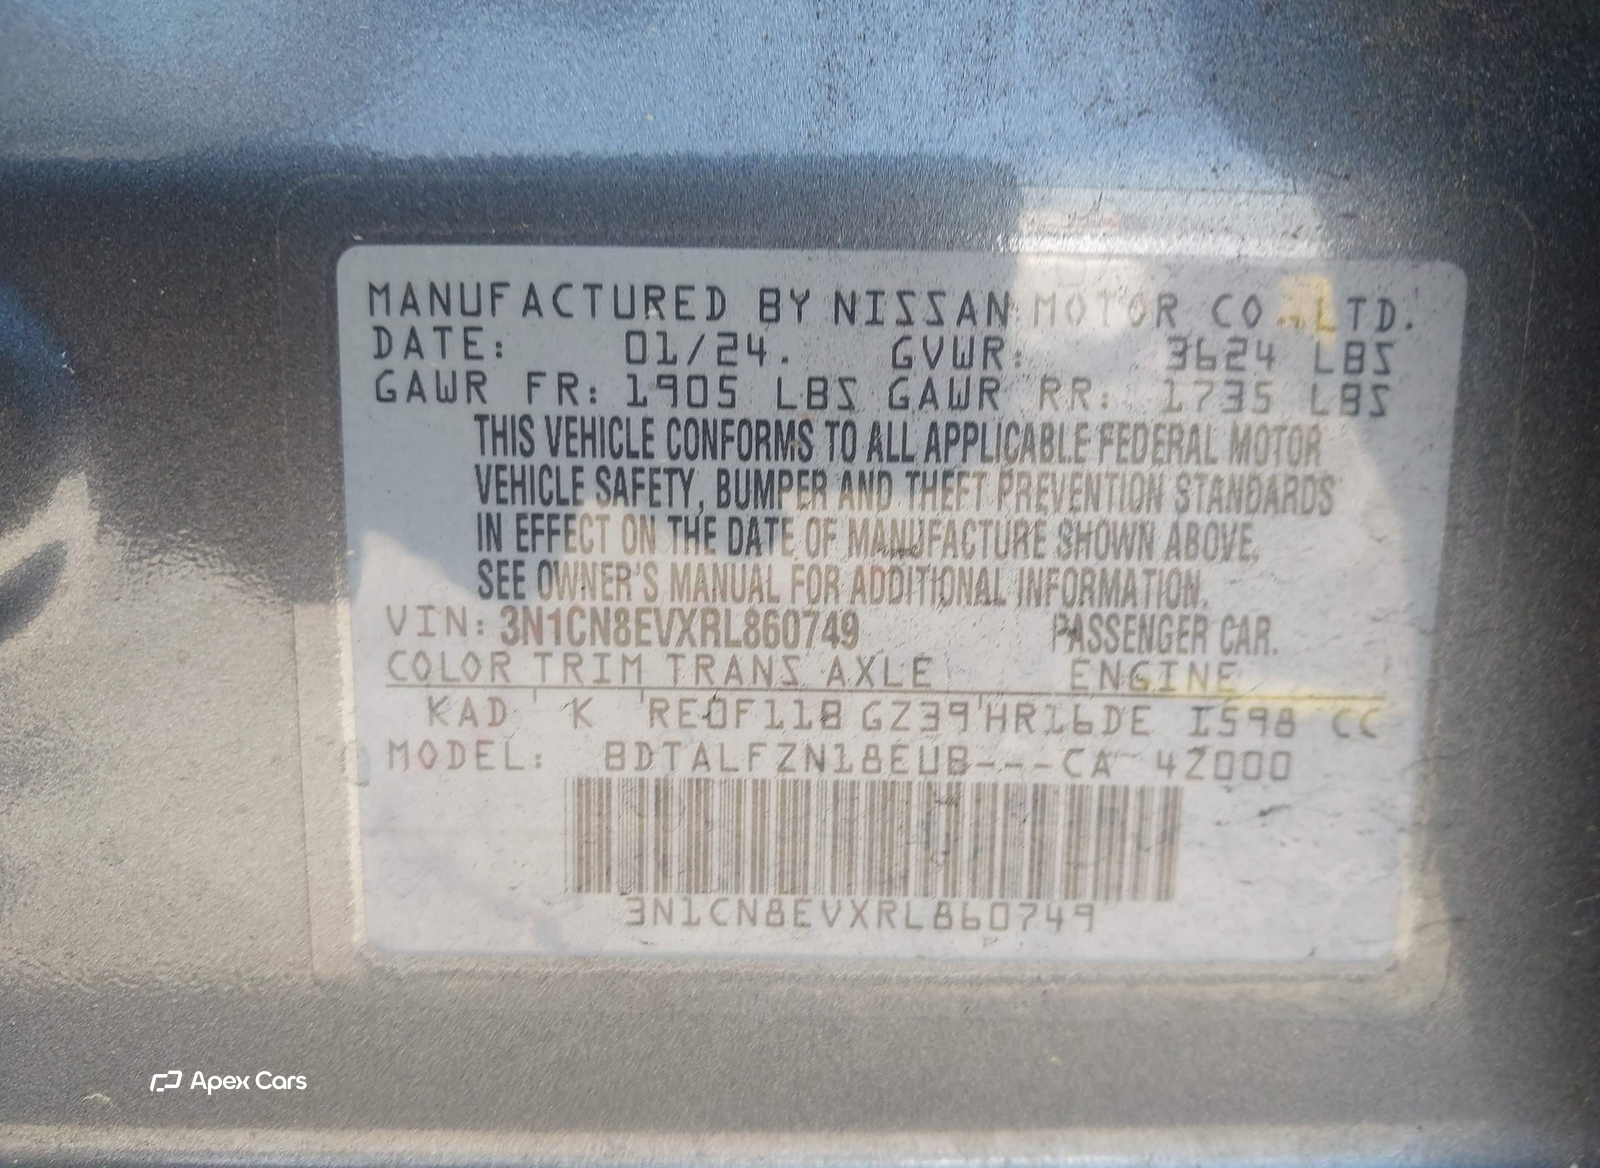 MANUFACTURED BY NISSAN MOTOR CO., LTD.
DATE: 01/24. GVWR: 3624 LBS
GAWR FR: 1905 LBS GAWR RR: 1735 LBS
THIS VEHICLE CONFORMS TO ALL APPLICABLE FEDERAL MOTOR
VEHICLE SAFETY, BUMPER AND THEFT PREVENTION STANDARDS
IN EFFECT ON THE DATE OF MANUFACTURE SHOWN ABOVE.
SEE OWNER'S MANUAL FOR ADDITIONAL INFORMATION.
VIN: 3N1CN8EVXRL860749 PASSENGER CAR.
COLOR TRIM TRANS AXLE ENGINE
KAD ' K ' RE0F11B GZ39'HR16DE 1598 CC
MODEL: BDTALFZN18EUB---CA 42000
3N1CN8EVXRL860749
Apex Cars